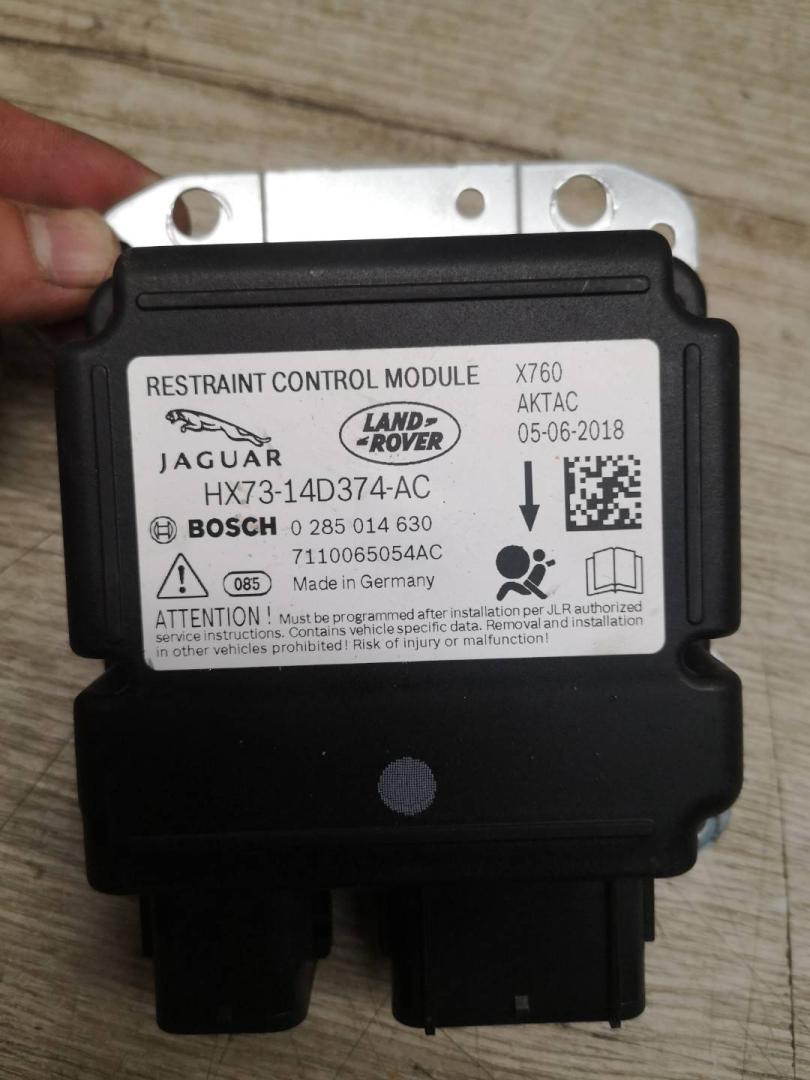 RESTRAINT CONTROL MODULE
X760
AKTAC
05-06-2018
JAGUAR
LAND ROVER
HX73-14D374-AC
BOSCH 0 285 014 630
7110065054AC
085 Made in Germany
ATTENTION ! Must be programmed after installation per JLR authorized
service instructions. Contains vehicle specific data. Removal and installation
in other vehicles prohibited! Risk of injury or malfunction!